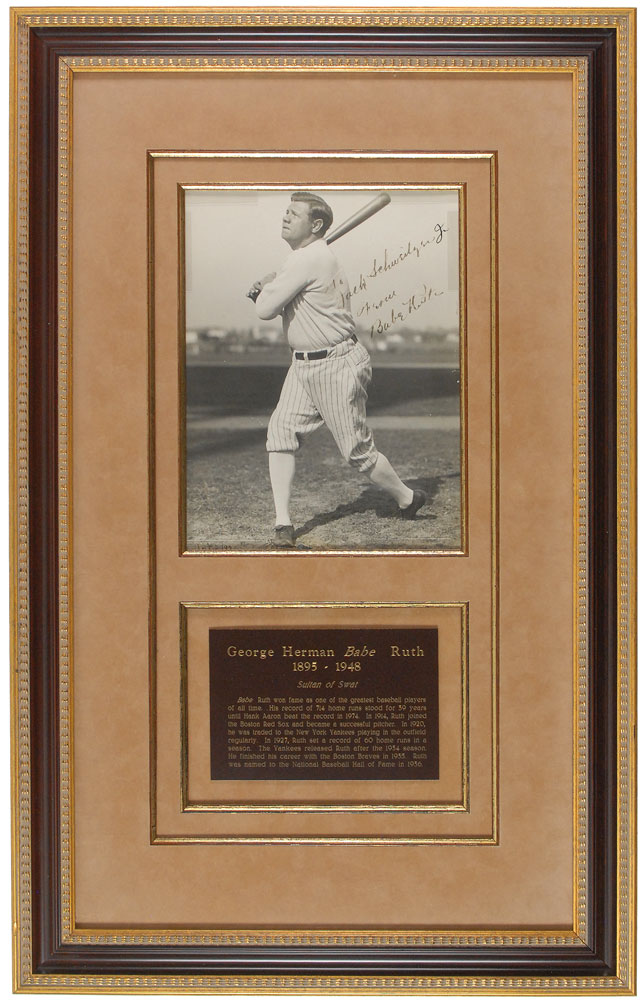 Jack Schweitzer Jr
From
Babe Ruth
George Herman Babe Ruth
1895 - 1948
Sultan of Swat
Babe Ruth won fame as one of the greatest baseball players
of all time. His record of 714 home runs stood for 39 years
until Hank Aaron beat the record in 1974. In 1914, Ruth joined
the Boston Red Sox and became a successful pitcher. In 1920,
he was traded to the New York Yankees playing in the outfield
regularly. In 1927, Ruth set a record of 60 home runs in a
season. The Yankees released Ruth after the 1934 season.
He finished his career with the Boston Braves in 1935. Ruth
was named to the National Baseball Hall of Fame in 1936.